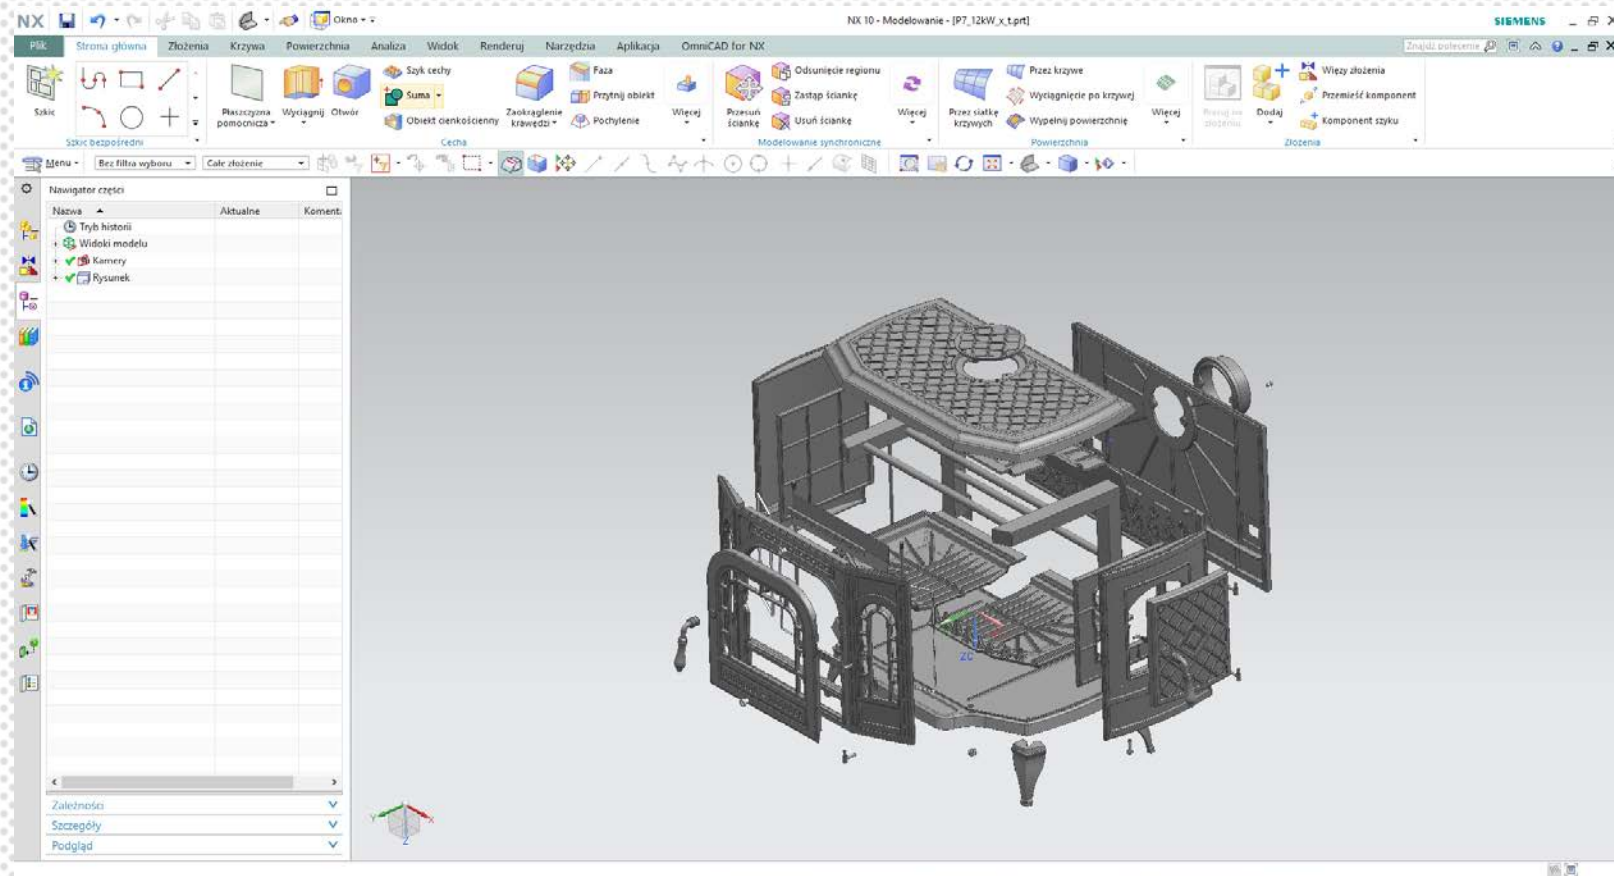 NX Okno NX 10 - Modelowanie - [P7_12kW_x_t.prt] SIEMENS
Plik Strona główna Złożenia Krzywa Powierzchnia Analiza Widok Renderuj Narzędzia Aplikacja OmniCAD for NX Znajdź polecenie
Szyk cechy Faza Odsunięcie regionu Przez krzywe Więzy złożenia
Suma Przytnij obiekt Zastąp ściankę Wyciągnięcie po krzywej Przemieść komponent
Szkic Płaszczyzna Wyciągnij Otwór Zaokrąglenie Więcej Przesuń Więcej Przez siatkę Więcej Dodaj
pomocnicza Obiekt cienkościenny krawędzi Pochylenie ściankę Usuń ściankę krzywych Wypełnij powierzchnię Komponent szyku
Szkic bezpośredni Cecha Modelowanie synchroniczne Powierzchnia Złożenia
Menu Bez filtra wyboru Całe złożenie
Nawigator części
Nazwa Aktualne Koment.
Tryb historii
Widoki modelu
Kamery
Rysunek
ZC
Zależności
Szczegóły
Podgląd
Y X
Z